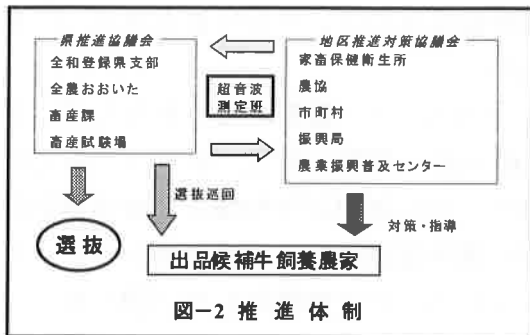 県推進協議会
全和登録県支部
全農おおいた
畜産課
畜産試験場
超音波
測定班
地区推進対策協議会
家畜保健衛生所
農協
市町村
振興局
農業振興普及センター
選抜巡回
対策・指導
選抜
出品候補牛飼養農家
図－2 推進体制